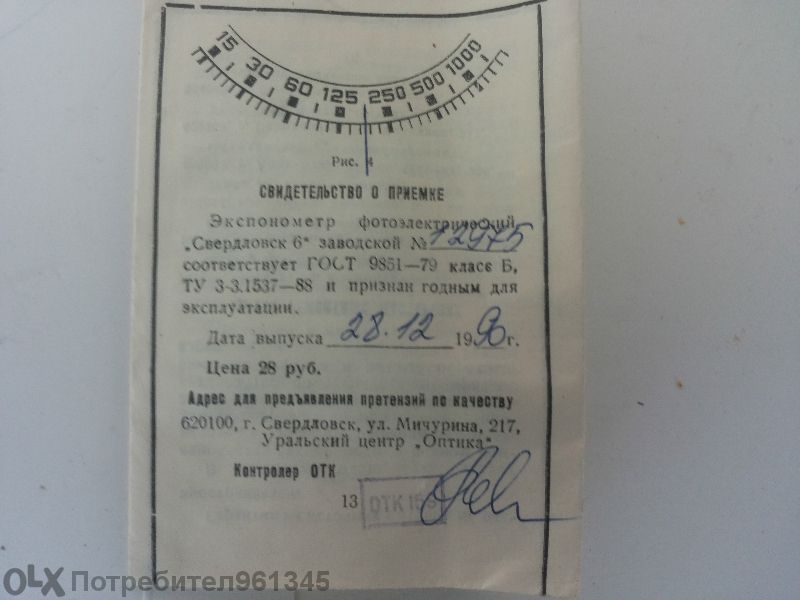 15 30 60 125 250 500 1000
Рис. 4
СВИДЕТЕЛЬСТВО О ПРИЕМКЕ
Экспонометр фотоэлектрический
„Свердловск 6“ заводской № 12975
соответствует ГОСТ 9851—79 класс Б,
ТУ 3-3.1537—88 и признан годным для
эксплуатации.
Дата выпуска 28.12 1990г.
Цена 28 руб.
Адрес для предъявления претензий по качеству
620100, г. Свердловск, ул. Мичурина, 217,
Уральский центр „Оптика“
Контролер ОТК
13 ОТК
OLX Потребител961345